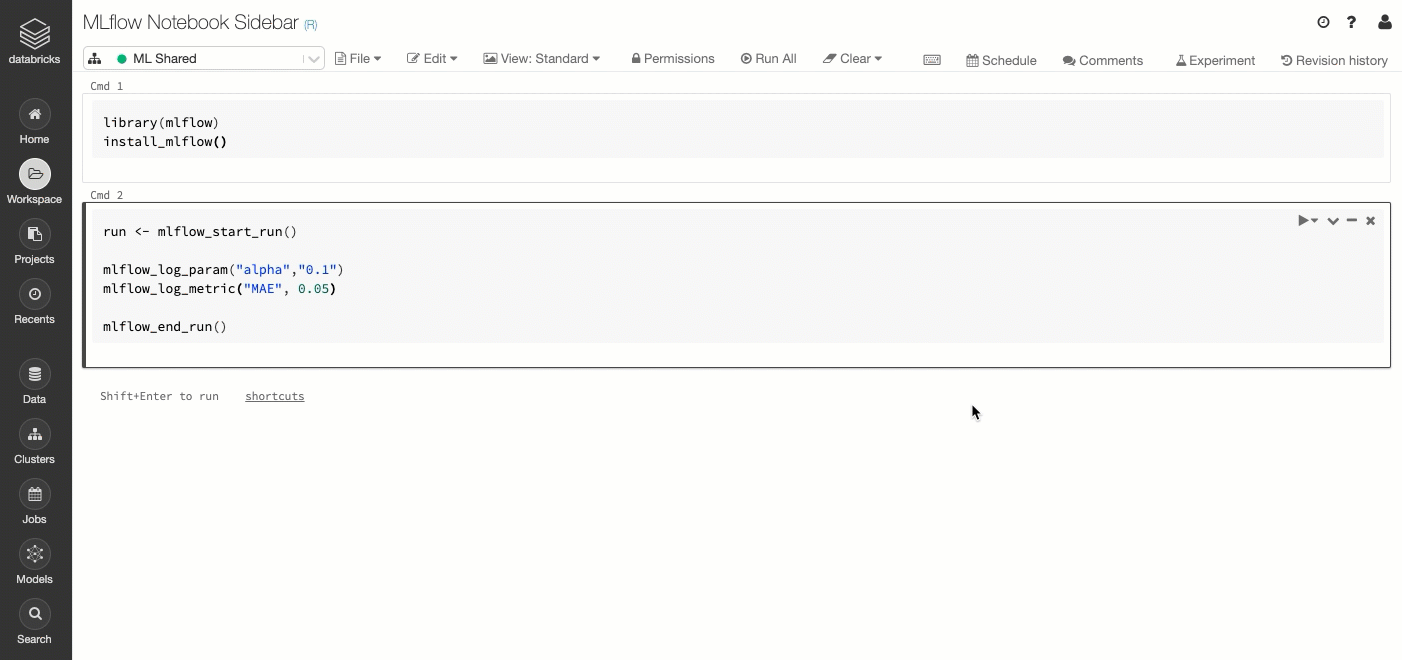 MLflow Notebook Sidebar (R)
databricks
ML Shared
File
Edit
View: Standard
Permissions
Run All
Clear
Schedule
Comments
Experiment
Revision history
Home
Workspace
Projects
Recents
Data
Clusters
Jobs
Models
Search
Cmd 1
library(mlflow)
install_mlflow()
Cmd 2
run <- mlflow_start_run()
mlflow_log_param("alpha","0.1")
mlflow_log_metric("MAE", 0.05)
mlflow_end_run()
Shift+Enter to run shortcuts